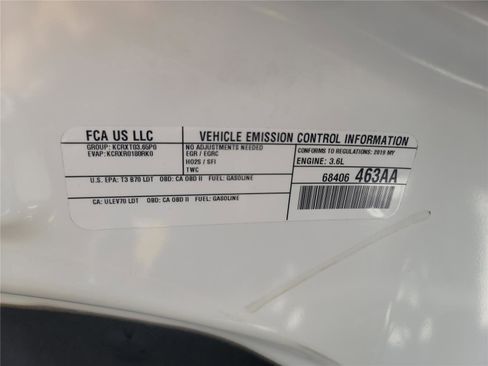 FCA US LLC
GROUP: KCRXT03.65P0
EVAP: KCRXR0180RK0
VEHICLE EMISSION CONTROL INFORMATION
NO ADJUSTMENTS NEEDED
EGR / EGRC
HO2S / SFI
TWC
CONFORMS TO REGULATIONS: 2019 MY
ENGINE: 3.6L
68406 463AA
U.S. EPA: T3 B70 LDT OBD: CA OBD II FUEL: GASOLINE
CA: ULEV70 LDT OBD: CA OBD II FUEL: GASOLINE